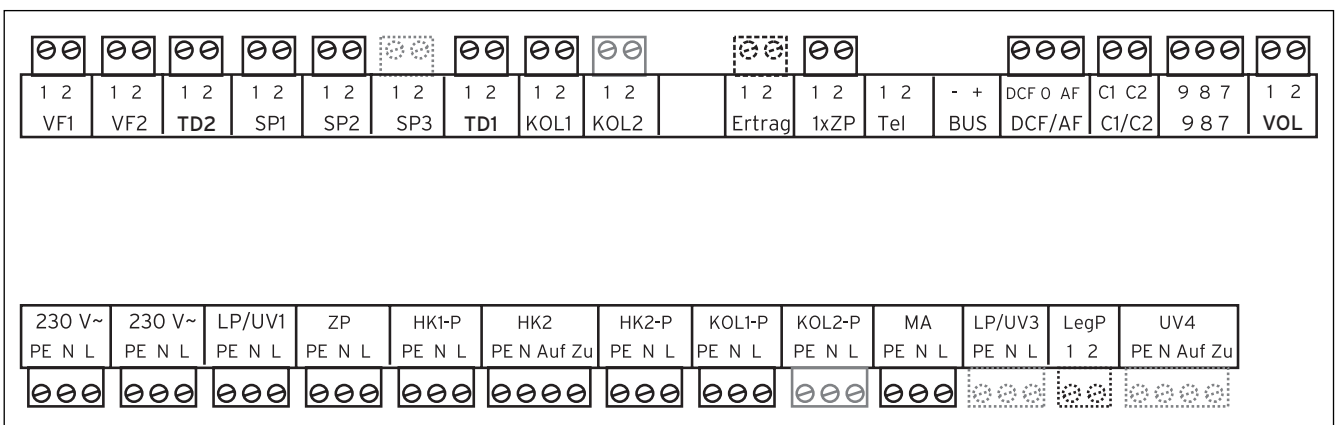 1 2 1 2 1 2 1 2 1 2 1 2 1 2 1 2 1 2 1 2 1 2 1 2 - + DCF O AF C1 C2 9 8 7 1 2
VF1 VF2 TD2 SP1 SP2 SP3 TD1 KOL1 KOL2 Ertrag 1xZP Tel BUS DCF/AF C1/C2 9 8 7 VOL
230 V~ 230 V~ LP/UV1 ZP HK1-P HK2 HK2-P KOL1-P KOL2-P MA LP/UV3 LegP UV4
PE N L PE N L PE N L PE N L PE N L PE N Auf Zu PE N L PE N L PE N L PE N L PE N L 1 2 PE N Auf Zu